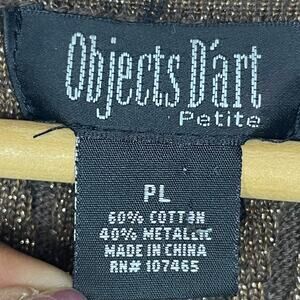 Objects D'art
Petite
PL
60% COTTON
40% METALLIC
MADE IN CHINA
RN# 107465